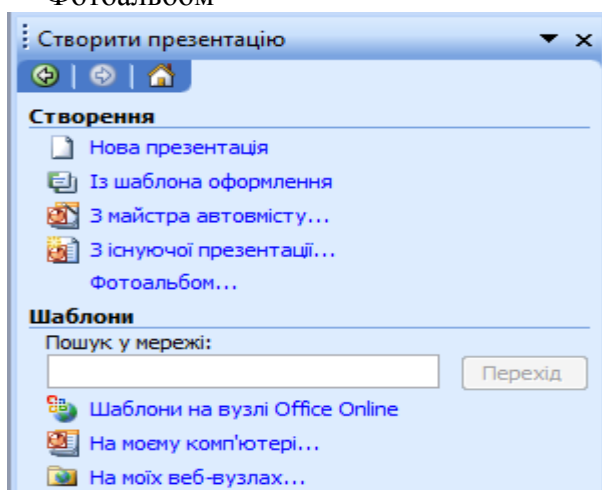 Фотоальбом
Створити презентацію
Створення
Нова презентація
Із шаблона оформлення
З майстра автовмісту...
З існуючої презентації...
Фотоальбом...
Шаблони
Пошук у мережі:
Перехід
Шаблони на вузлі Office Online
На моєму комп'ютері...
На моїх веб-вузлах...